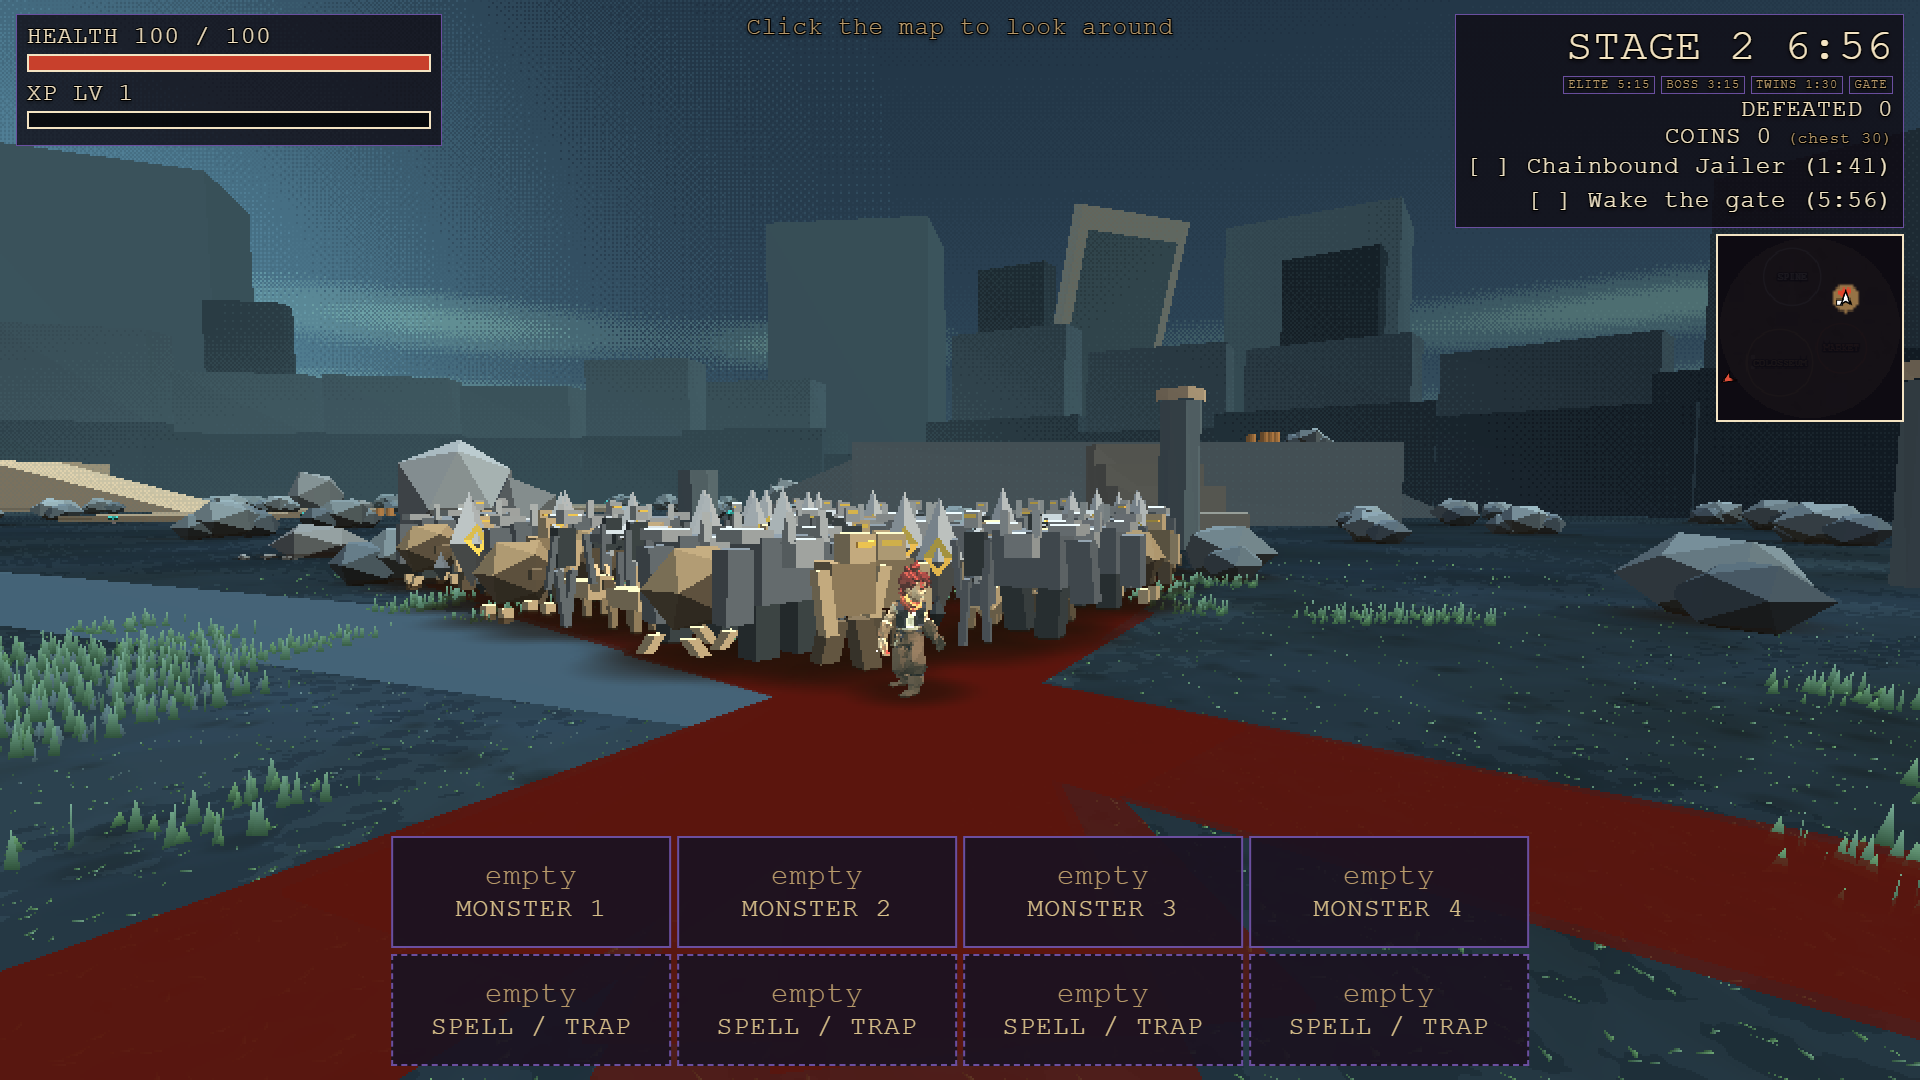 HEALTH 100 / 100
XP LV 1
Click the map to look around
STAGE 2 6:56
ELITE 5:15 BOSS 3:15 TWINS 1:30 GATE
DEFEATED 0
COINS 0 (chest 30)
[ ] Chainbound Jailer (1:41)
[ ] Wake the gate (5:56)
empty empty empty empty
MONSTER 1 MONSTER 2 MONSTER 3 MONSTER 4
empty empty empty empty
SPELL / TRAP SPELL / TRAP SPELL / TRAP SPELL / TRAP